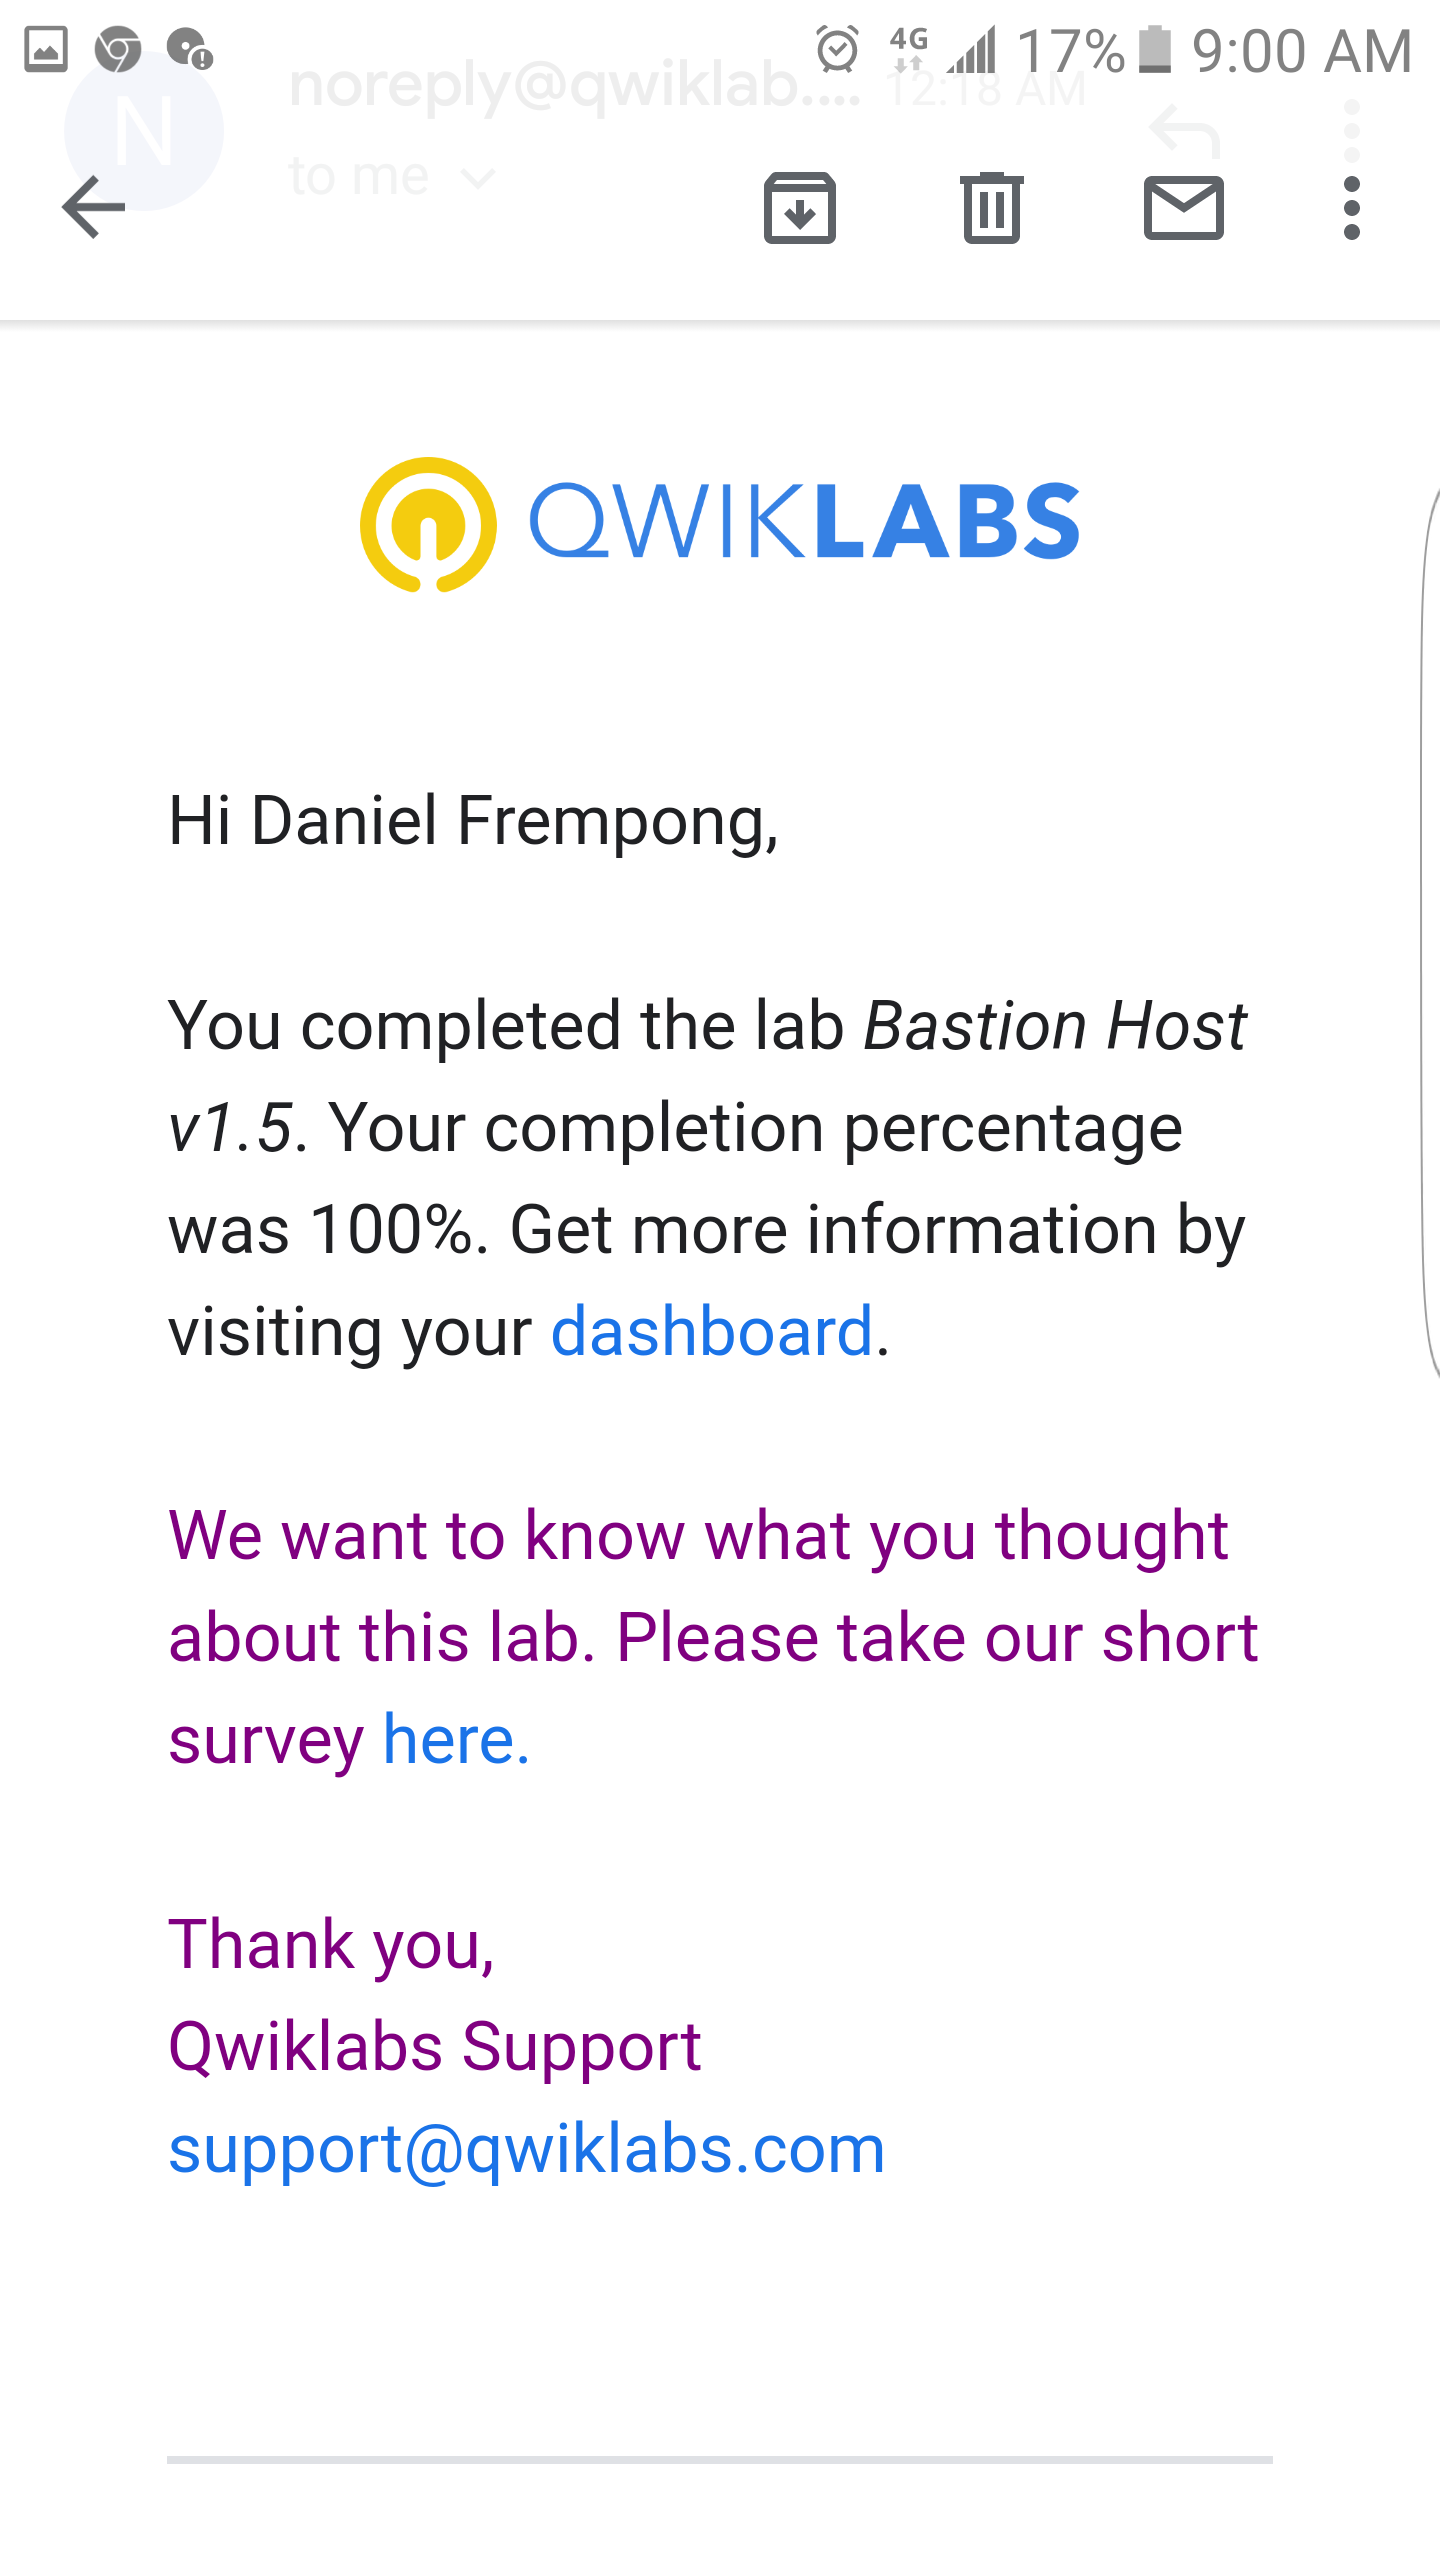 4G 17% 9:00 AM
noreply@qwiklab.... 12:18 AM
N
to me
QWIKLABS
Hi Daniel Frempong,
You completed the lab Bastion Host
v1.5. Your completion percentage
was 100%. Get more information by
visiting your dashboard.
We want to know what you thought
about this lab. Please take our short
survey here.
Thank you,
Qwiklabs Support
support@qwiklabs.com